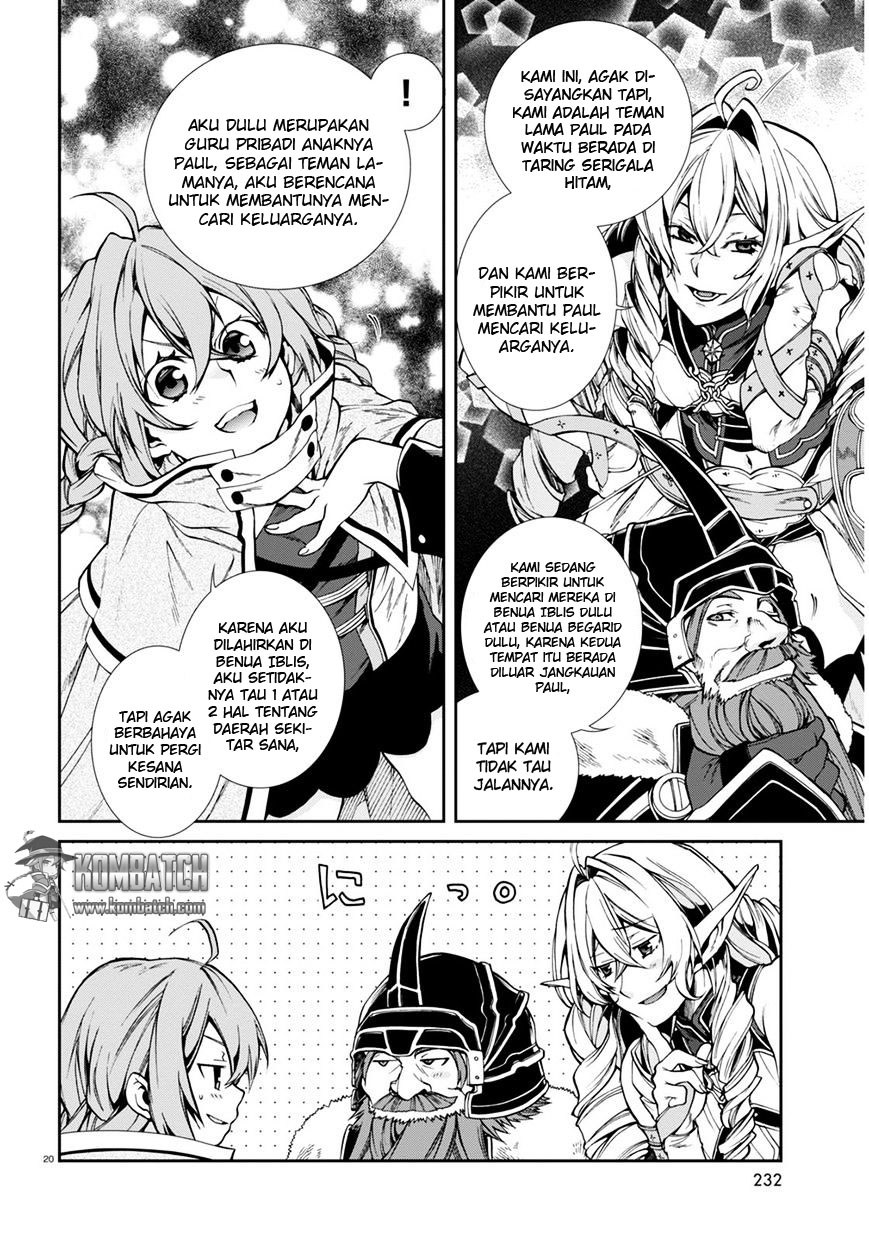 KAMI INI, AGAK DI-
SAYANGKAN TAPI,
KAMI ADALAH TEMAN
LAMA PAUL PADA
WAKTU BERADA DI
TARING SERIGALA
HITAM,
DAN KAMI BER-
PIKIR UNTUK
MEMBANTU PAUL
MENCARI KELU-
ARGANYA.
KAMI SEDANG
BERPIKIR UNTUK
MENCARI MEREKA DI
BENUA IBLIS DULU
ATAU BENUA BEGARID
DULU, KARENA KEDUA
TEMPAT ITU BERADA
DILUAR JANGKAUAN
PAUL,
TAPI KAMI
TIDAK TAU
JALANNYA.
!
AKU DULU MERUPAKAN
GURU PRIBADI ANAKNYA
PAUL, SEBAGAI TEMAN LA-
MANYA, AKU BERENCANA
UNTUK MEMBANTUNYA MEN-
CARI KELUARGANYA.
KARENA AKU
DILAHIRKAN DI
BENUA IBLIS,
AKU SETIDAK-
NYA TAU 1 ATAU
2 HAL TENTANG
DAERAH SEKI-
TAR SANA,
TAPI AGAK
BERBAHAYA
UNTUK PERGI
KESANA
SENDIRIAN.
KOMBATCH
www.kombatch.com
にっ。
20
232